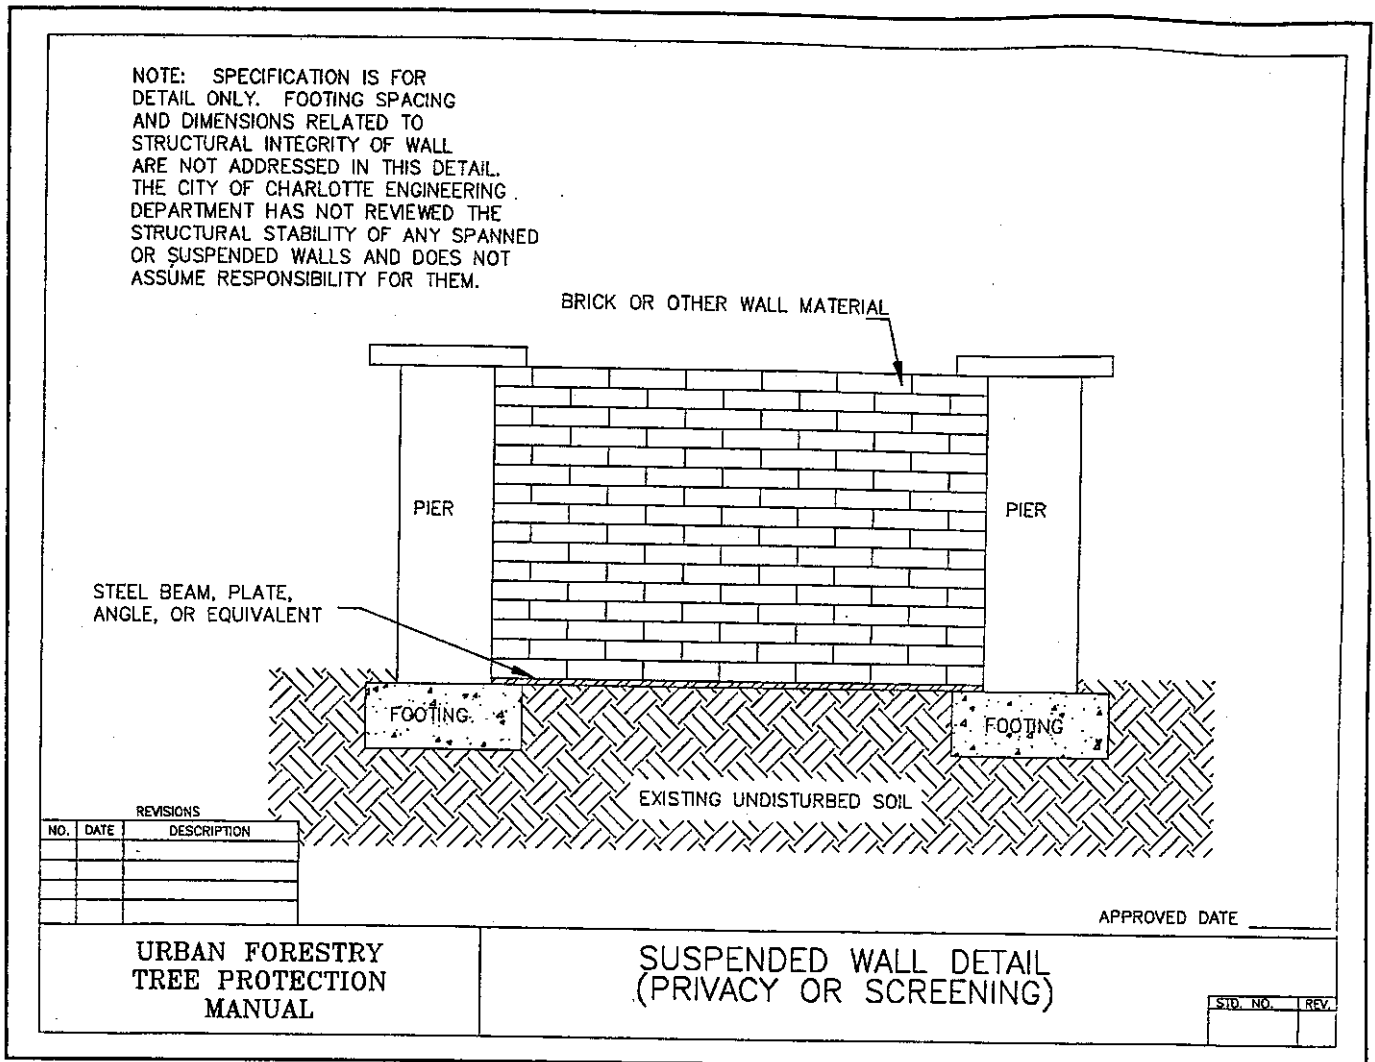 NOTE: SPECIFICATION IS FOR
DETAIL ONLY. FOOTING SPACING
AND DIMENSIONS RELATED TO
STRUCTURAL INTEGRITY OF WALL
ARE NOT ADDRESSED IN THIS DETAIL.
THE CITY OF CHARLOTTE ENGINEERING
DEPARTMENT HAS NOT REVIEWED THE
STRUCTURAL STABILITY OF ANY SPANNED
OR SUSPENDED WALLS AND DOES NOT
ASSUME RESPONSIBILITY FOR THEM.
BRICK OR OTHER WALL MATERIAL
PIER
PIER
STEEL BEAM, PLATE,
ANGLE, OR EQUIVALENT
FOOTING
FOOTING
EXISTING UNDISTURBED SOIL
REVISIONS
NO. DATE DESCRIPTION
APPROVED DATE
URBAN FORESTRY
TREE PROTECTION
MANUAL
SUSPENDED WALL DETAIL
(PRIVACY OR SCREENING)
STD. NO. REV.